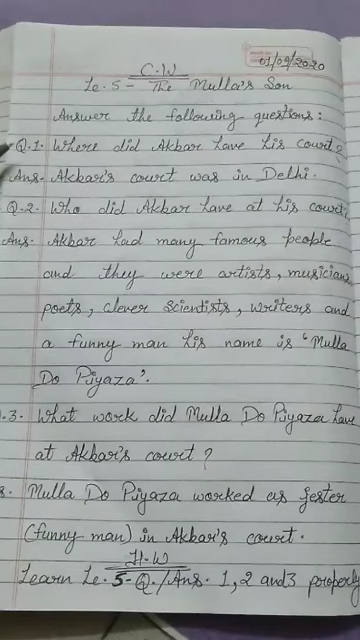 01/09/2020
C.W
Le. 5 - The Mulla's Son
Answer the following questions:
Q.1. Where did Akbar have his court?
Ans. Akbar's court was in Delhi.
Q.2. Who did Akbar have at his court
Ans. Akbar had many famous people
and they were artists, musicians
poets, clever scientists, writers and
a funny man his name is 'Mulla
Do Piyaza'.
.3. What work did Mulla Do Piyaza have
at Akbar's court?
s. Mulla Do Piyaza worked as jester
(funny man) in Akbar's court.
H.W
Learn Le. 5-Q./Ans. 1, 2 and 3 properly